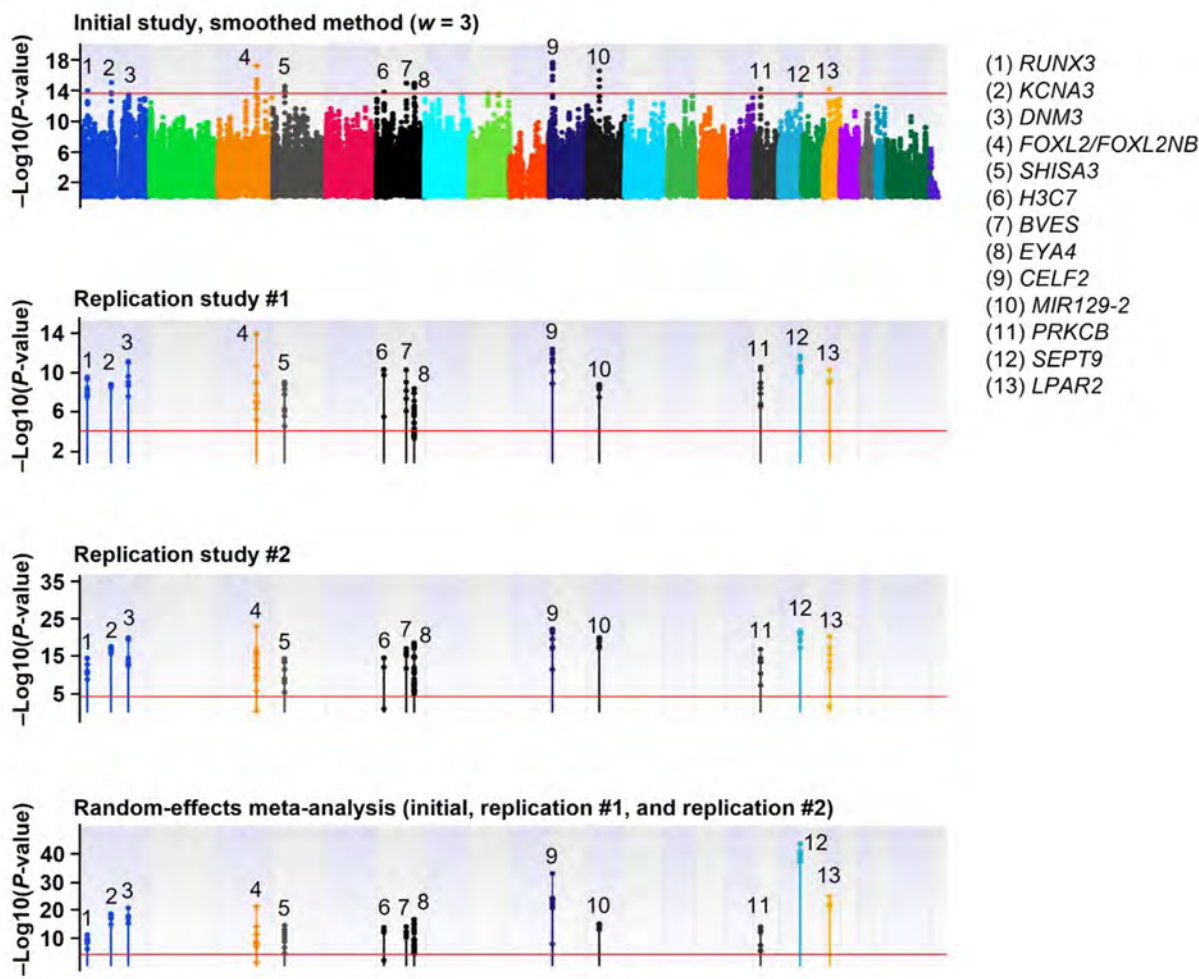 Initial study, smoothed method (w = 3)
–Log10(P-value)
18
14
10
6
2
1 2 3 4 5 6 7 8 9 10 11 12 13
(1) RUNX3
(2) KCNA3
(3) DNM3
(4) FOXL2/FOXL2NB
(5) SHISA3
(6) H3C7
(7) BVES
(8) EYA4
(9) CELF2
(10) MIR129-2
(11) PRKCB
(12) SEPT9
(13) LPAR2
Replication study #1
–Log10(P-value)
14
10
6
2
1 2 3 4 5 6 7 8 9 10 11 12 13
Replication study #2
–Log10(P-value)
35
25
15
5
1 2 3 4 5 6 7 8 9 10 11 12 13
Random-effects meta-analysis (initial, replication #1, and replication #2)
–Log10(P-value)
40
30
20
10
1 2 3 4 5 6 7 8 9 10 11 12 13